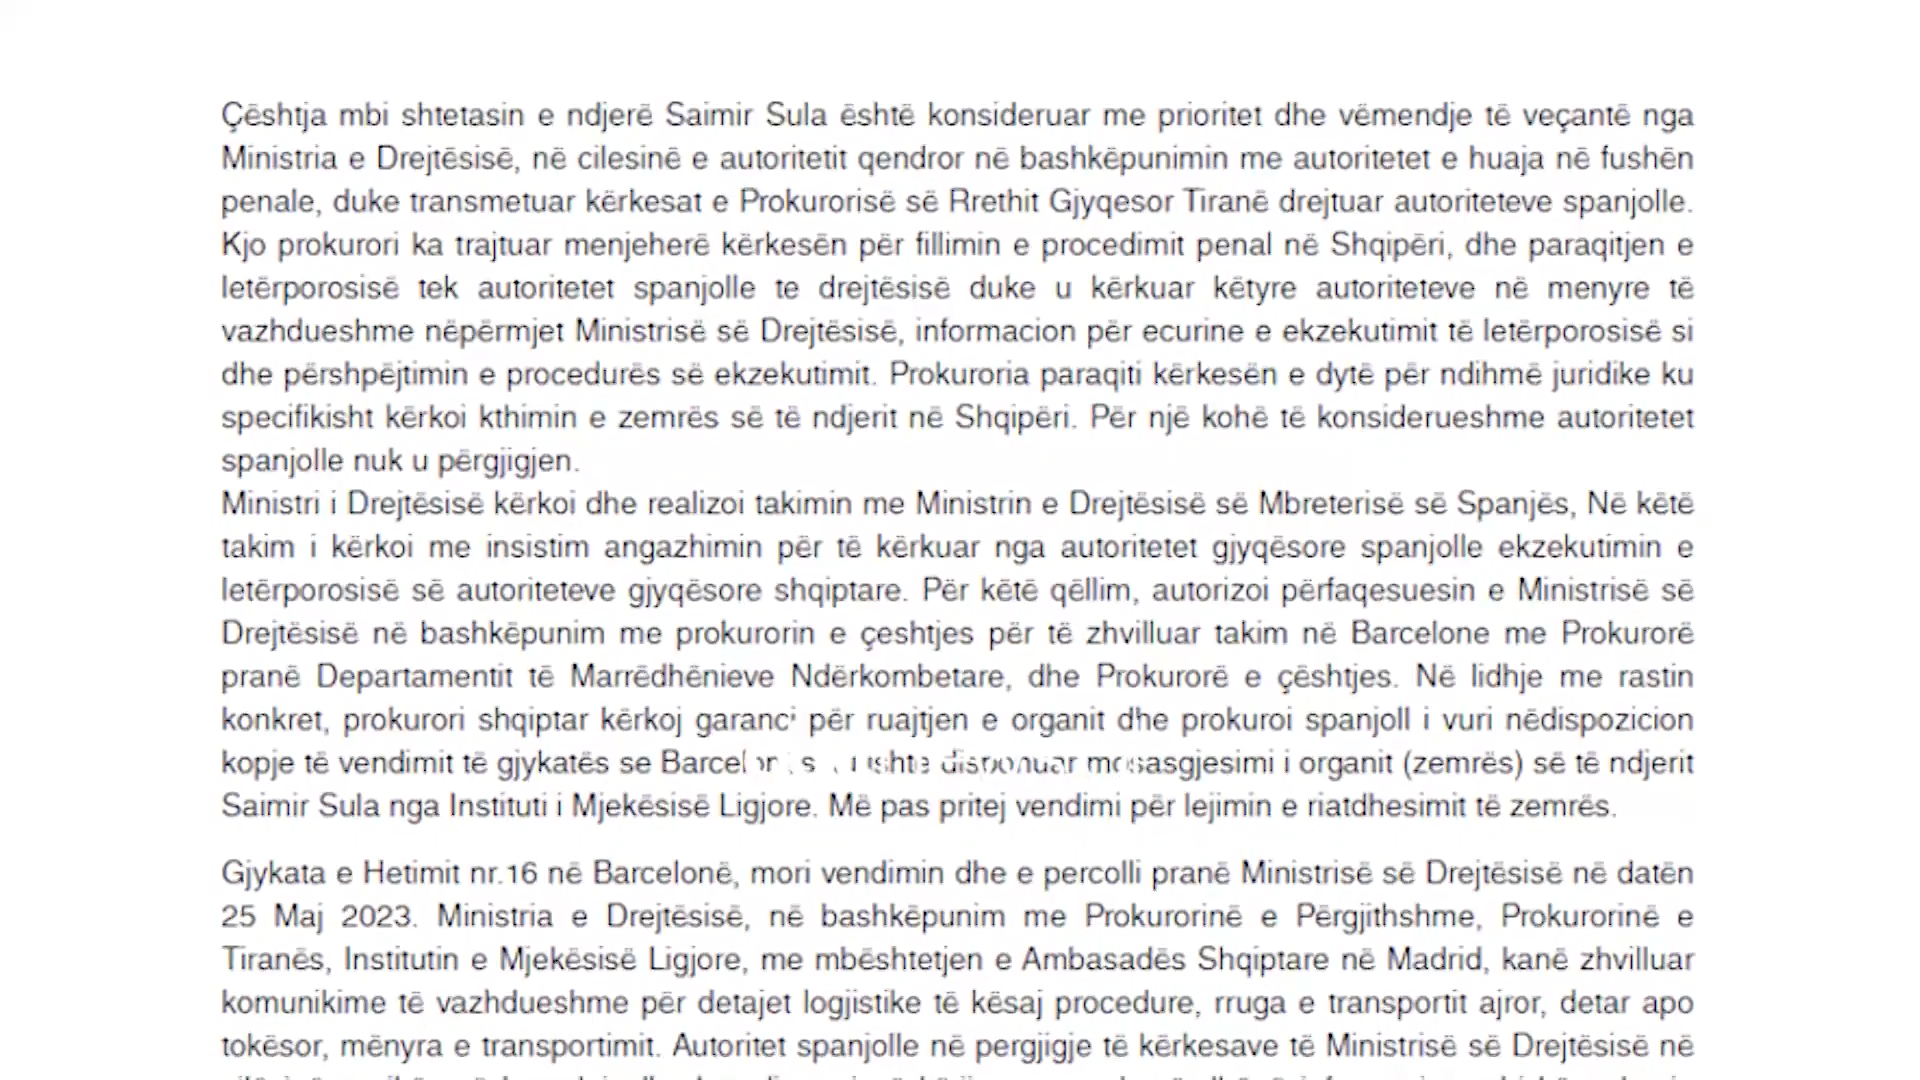 Çështja mbi shtetasin e ndjerë Saimir Sula është konsideruar me prioritet dhe vëmendje të veçantë nga
Ministria e Drejtësisë, në cilesinë e autoritetit qendror në bashkëpunimin me autoritetet e huaja në fushën
penale, duke transmetuar kërkesat e Prokurorisë së Rrethit Gjyqesor Tiranë drejtuar autoriteteve spanjolle.
Kjo prokurori ka trajtuar menjeherë kërkesën për fillimin e procedimit penal në Shqipëri, dhe paraqitjen e
letërporosisë tek autoritetet spanjolle te drejtësisë duke u kërkuar këtyre autoriteteve në menyre të
vazhdueshme nëpërmjet Ministrisë së Drejtësisë, informacion për ecurine e ekzekutimit të letërporosisë si
dhe përshpëjtimin e procedurës së ekzekutimit. Prokuroria paraqiti kërkesën e dytë për ndihmë juridike ku
specifikisht kërkoi kthimin e zemrës së të ndjerit në Shqipëri. Për një kohë të konsiderueshme autoritetet
spanjolle nuk u përgjigjen.
Ministri i Drejtësisë kërkoi dhe realizoi takimin me Ministrin e Drejtësisë së Mbreterisë së Spanjës, Në këtë
takim i kërkoi me insistim angazhimin për të kërkuar nga autoritetet gjyqësore spanjolle ekzekutimin e
letërporosisë së autoriteteve gjyqësore shqiptare. Për këtë qëllim, autorizoi përfaqesuesin e Ministrisë së
Drejtësisë në bashkëpunim me prokurorin e çeshtjes për të zhvilluar takim në Barcelone me Prokurorë
pranë Departamentit të Marrëdhënieve Ndërkombetare, dhe Prokurorë e çështjes. Në lidhje me rastin
konkret, prokurori shqiptar kërkoj për ruajtjen e organit dhe prokuroi spanjoll i vuri nëdispozicion
kopje të vendimit të gjykatës se disponuar mosasgjesimi i organit (zemrës) së të ndjerit
Saimir Sula nga Instituti i Mjekësisë Ligjore. Më pas pritej vendimi për lejimin e riatdhesimit të zemrës.
Gjykata e Hetimit nr.16 në Barcelonë, mori vendimin dhe e percolli pranë Ministrisë së Drejtësisë në datën
25 Maj 2023. Ministria e Drejtësisë, në bashkëpunim me Prokurorinë e Përgjithshme, Prokurorinë e
Tiranës, Institutin e Mjekësisë Ligjore, me mbështetjen e Ambasadës Shqiptare në Madrid, kanë zhvilluar
komunikime të vazhdueshme për detajet logjistike të kësaj procedure, rruga e transportit ajror, detar apo
tokësor, mënyra e transportimit. Autoritet spanjolle në pergjigje të kërkesave të Ministrisë së Drejtësisë në